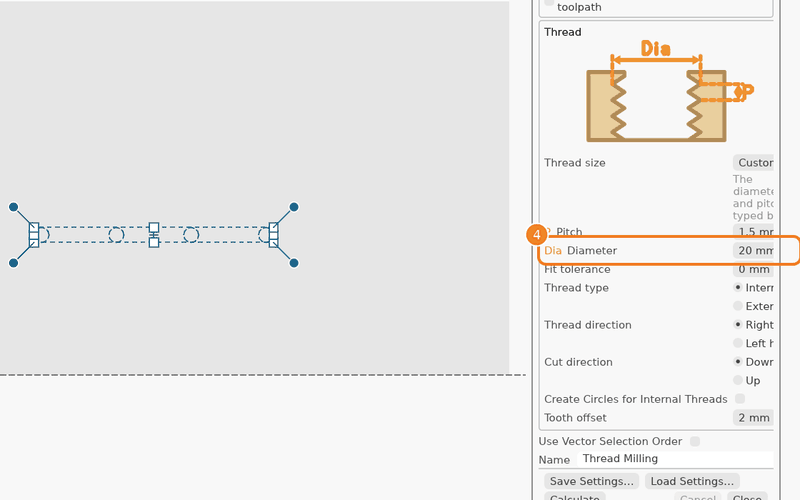 toolpath
Thread
Dia
P
Thread size Custor
The
diamete
and pitc
typed b
Pitch 1.5 mm
4
Dia Diameter 20 mm
Fit tolerance 0 mm
Thread type Intern
Exter
Thread direction Right
Left h
Cut direction Down
Up
Create Circles for Internal Threads
Tooth offset 2 mm
Use Vector Selection Order
Name Thread Milling
Save Settings... Load Settings...
Calculate Cancel Close